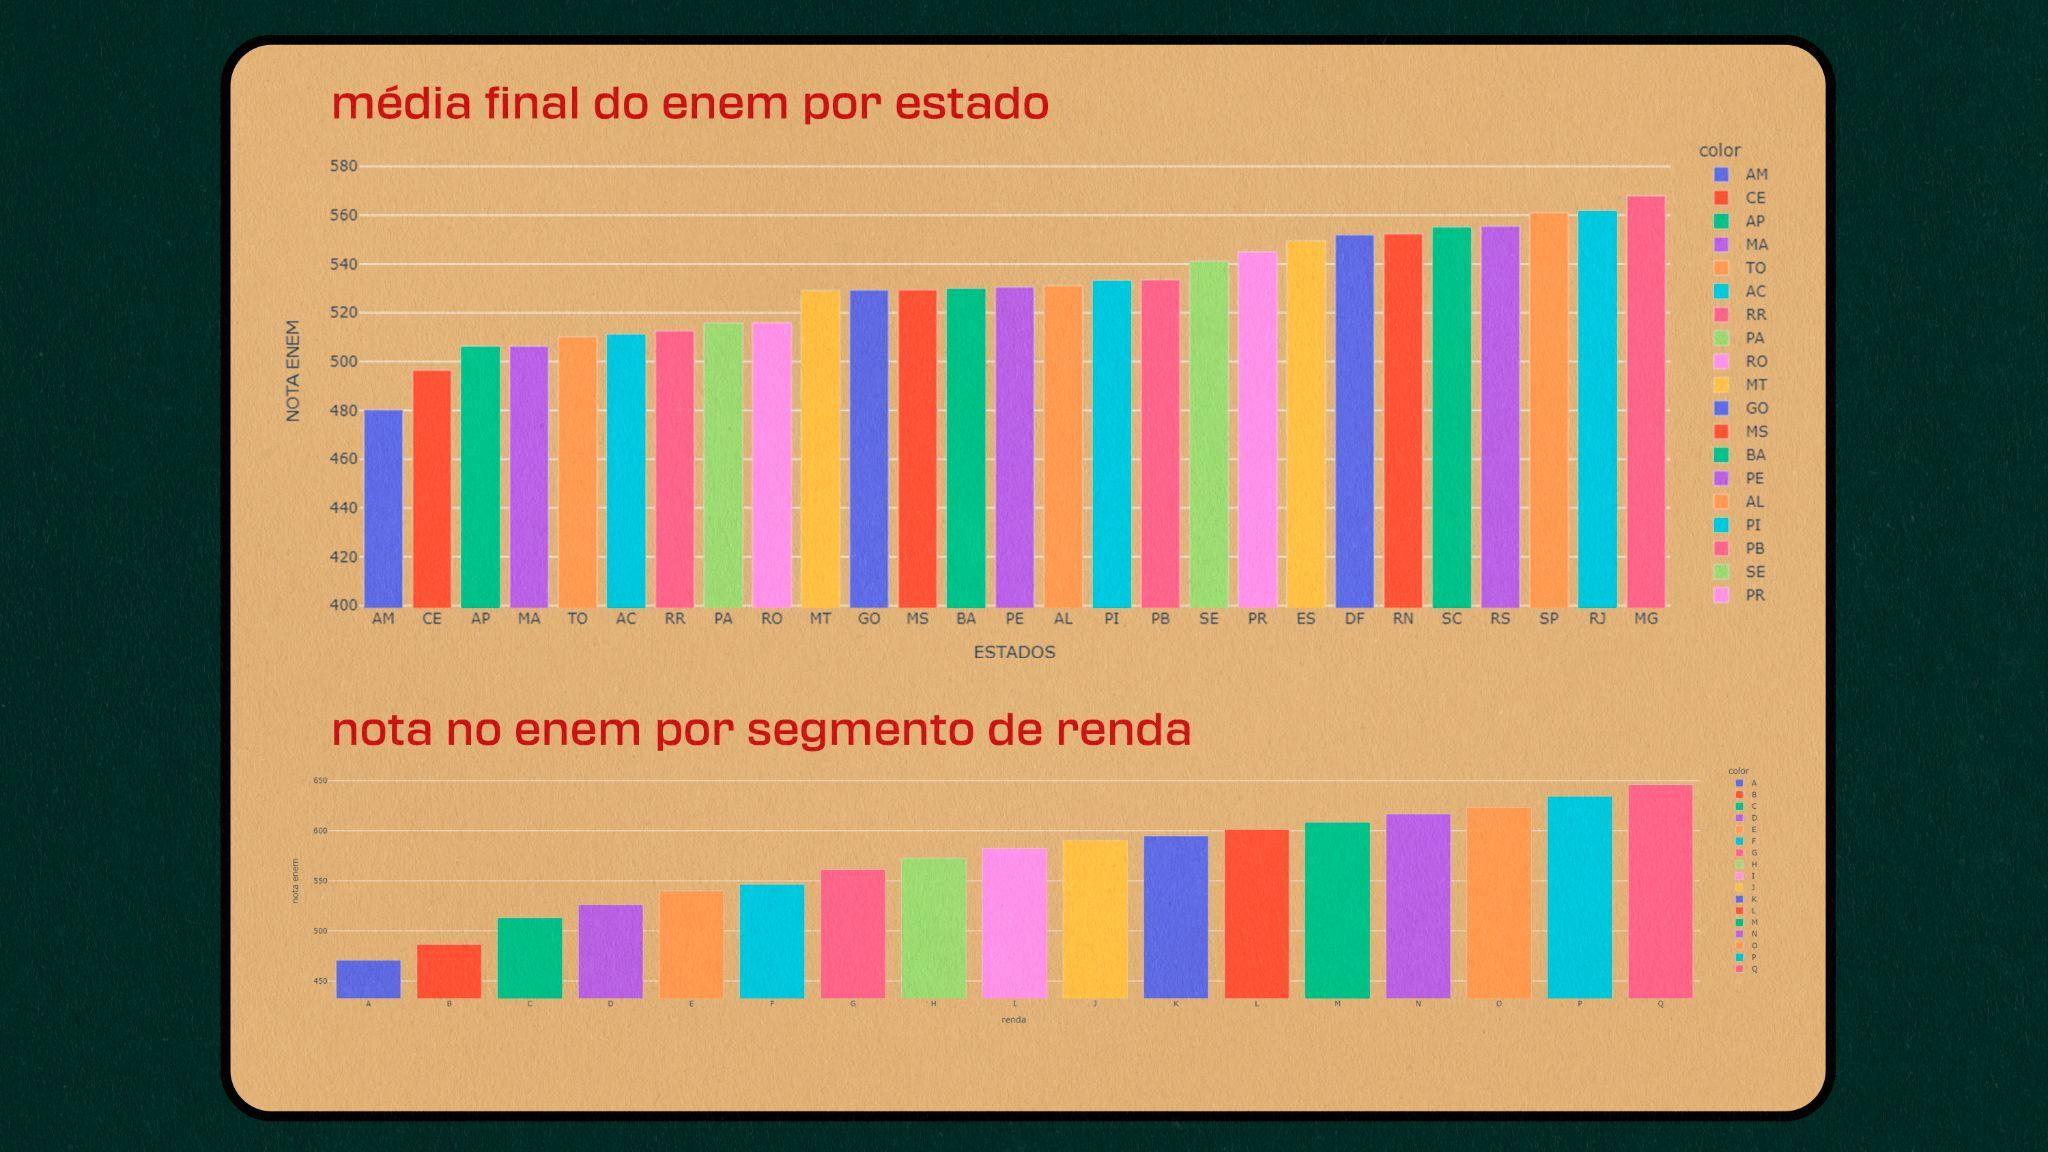 média final do enem por estado
580
560
540
520
500
480
460
440
420
400
NOTA ENEM
AM CE AP MA TO AC RR PA RO MT GO MS BA PE AL PI PB SE PR ES DF RN SC RS SP RJ MG
ESTADOS
color
AM
CE
AP
MA
TO
AC
RR
PA
RO
MT
GO
MS
BA
PE
AL
PI
PB
SE
PR
nota no enem por segmento de renda
650
600
550
500
450
nota enem
A B C D E F G H I J K L M N O P Q
renda
color
A
B
C
D
E
F
G
H
I
J
K
L
M
N
O
P
Q